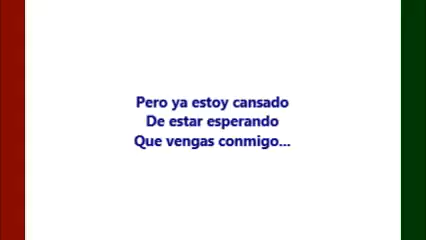 Pero ya estoy cansado
De estar esperando
Que vengas conmigo...